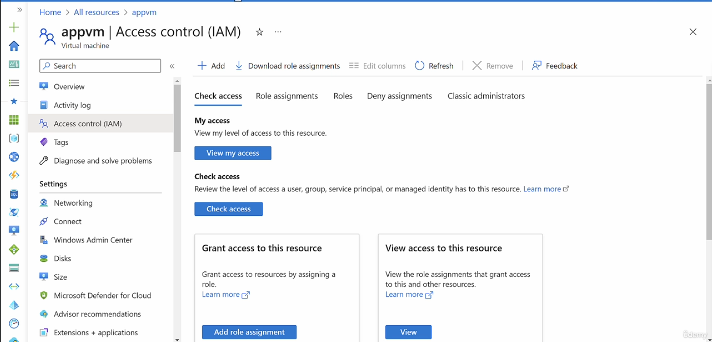 Home > All resources > appvm
appvm | Access control (IAM)
Virtual machine
Search
Overview
Activity log
Access control (IAM)
Tags
Diagnose and solve problems
Settings
Networking
Connect
Windows Admin Center
Disks
Size
Microsoft Defender for Cloud
Advisor recommendations
Extensions + applications
Add Download role assignments Edit columns Refresh Remove Feedback
Check access Role assignments Roles Deny assignments Classic administrators
My access
View my level of access to this resource.
View my access
Check access
Review the level of access a user, group, service principal, or managed identity has to this resource. Learn more
Check access
Grant access to this resource
Grant access to resources by assigning a
role.
Learn more
Add role assignment
View access to this resource
View the role assignments that grant access
to this and other resources.
Learn more
View
Udemy